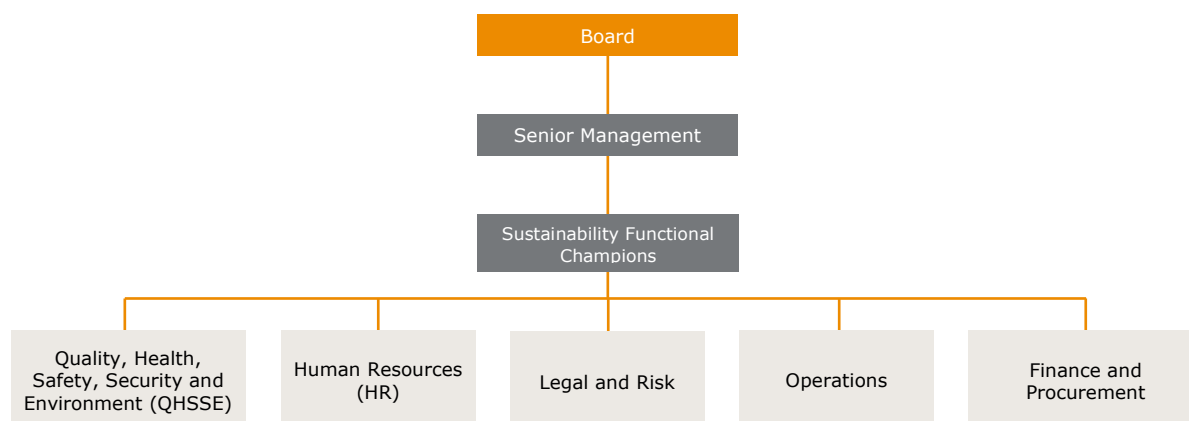 Board
Senior Management
Sustainability Functional
Champions
Quality, Health,
Safety, Security and
Environment (QHSSE)
Human Resources
(HR)
Legal and Risk
Operations
Finance and
Procurement